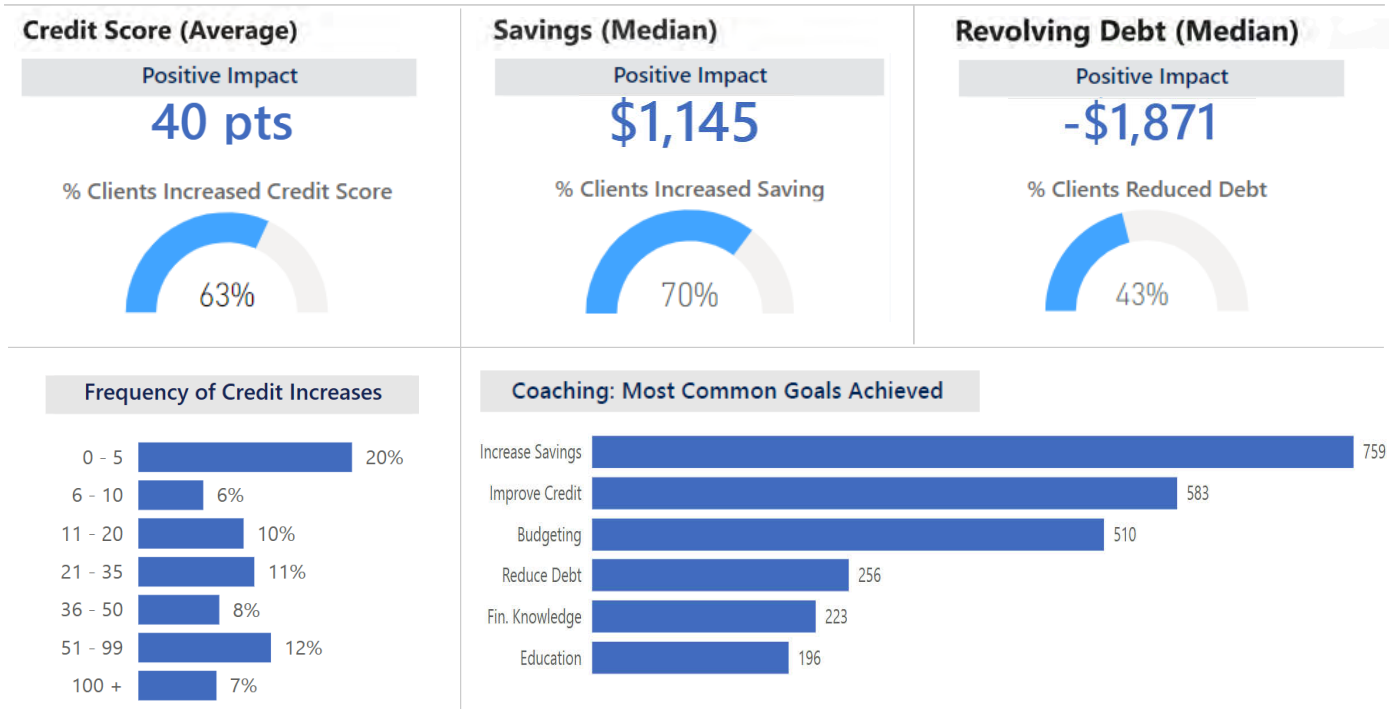 Credit Score (Average)
Positive Impact
40 pts
% Clients Increased Credit Score
63%
Savings (Median)
Positive Impact
$1,145
% Clients Increased Saving
70%
Revolving Debt (Median)
Positive Impact
-$1,871
% Clients Reduced Debt
43%
Frequency of Credit Increases
0 - 5 20%
6 - 10 6%
11 - 20 10%
21 - 35 11%
36 - 50 8%
51 - 99 12%
100 + 7%
Coaching: Most Common Goals Achieved
Increase Savings 759
Improve Credit 583
Budgeting 510
Reduce Debt 256
Fin. Knowledge 223
Education 196